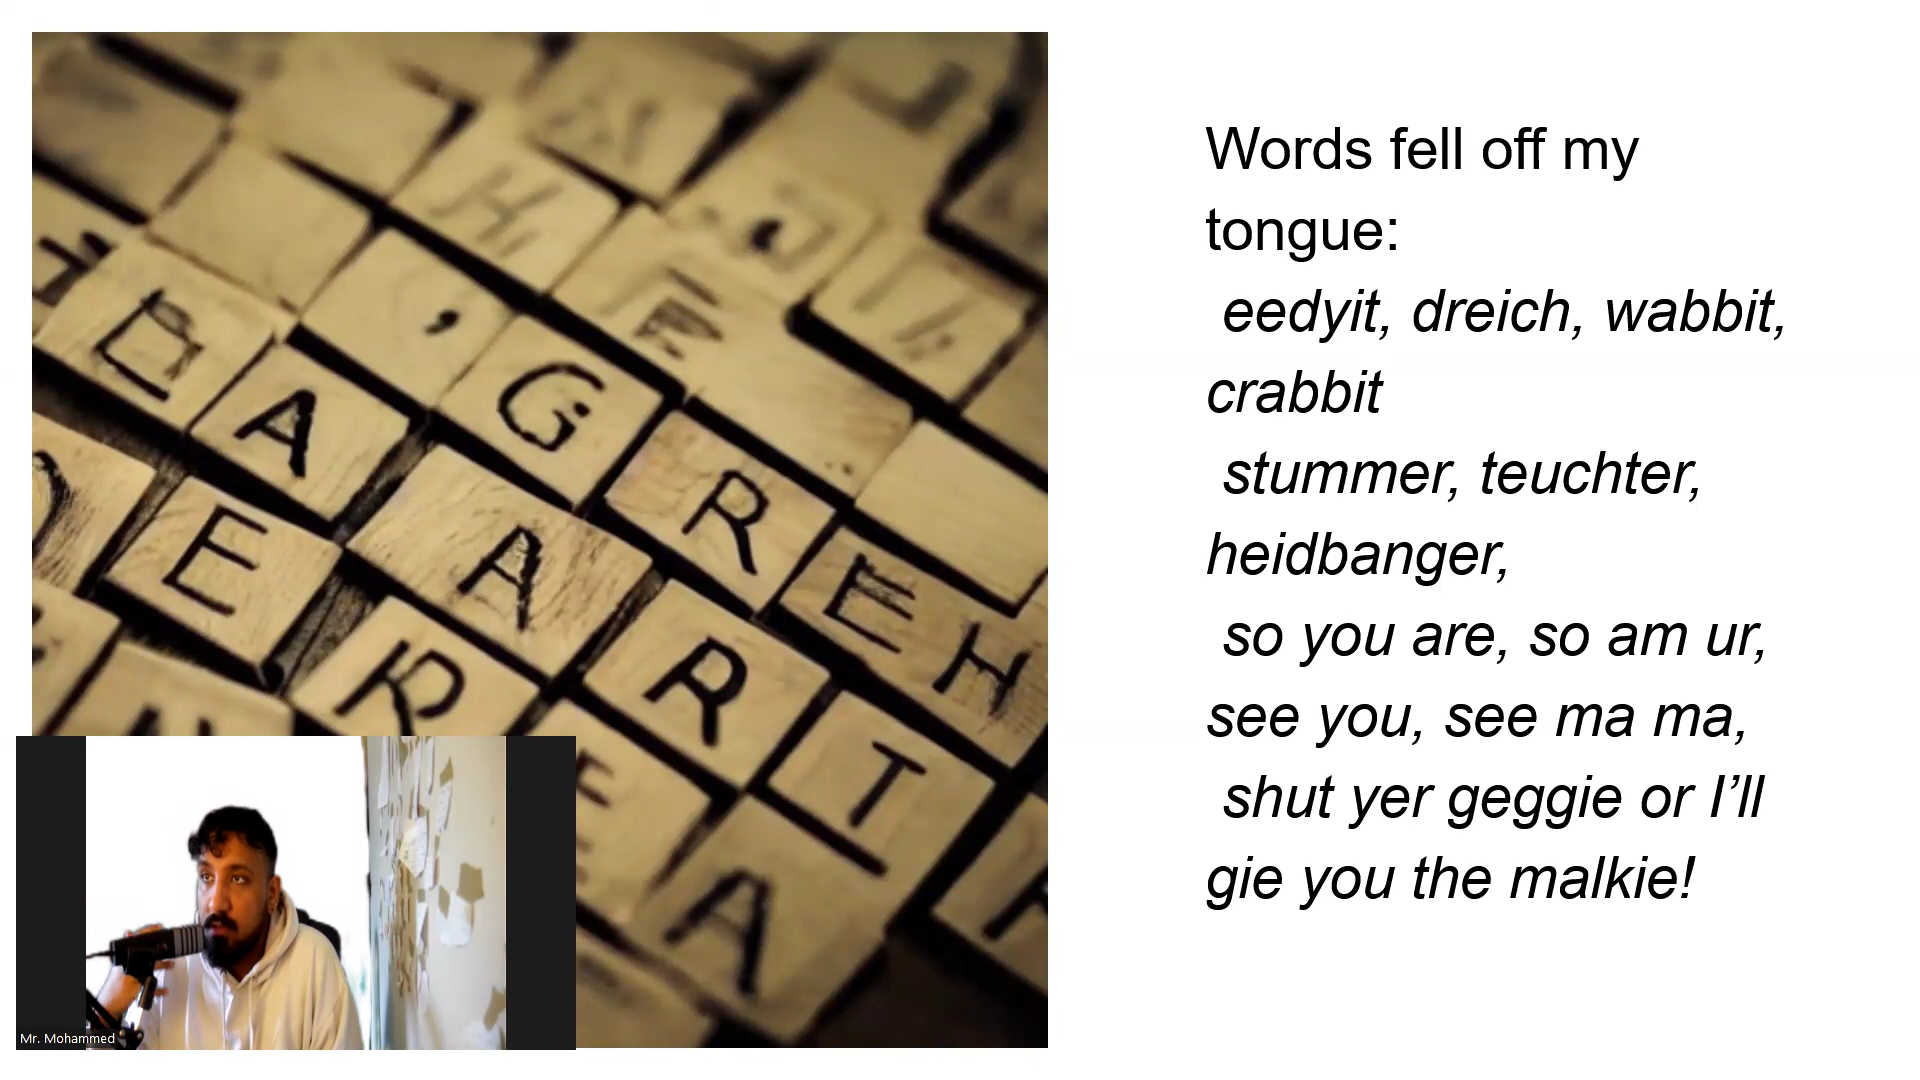 Words fell off my
tongue:
eedyit, dreich, wabbit,
crabbit
stummer, teuchter,
heidbanger,
so you are, so am ur,
see you, see ma ma,
shut yer geggie or I’ll
gie you the malkie!
A G R E H
E A R T
R A
Mr. Mohammed